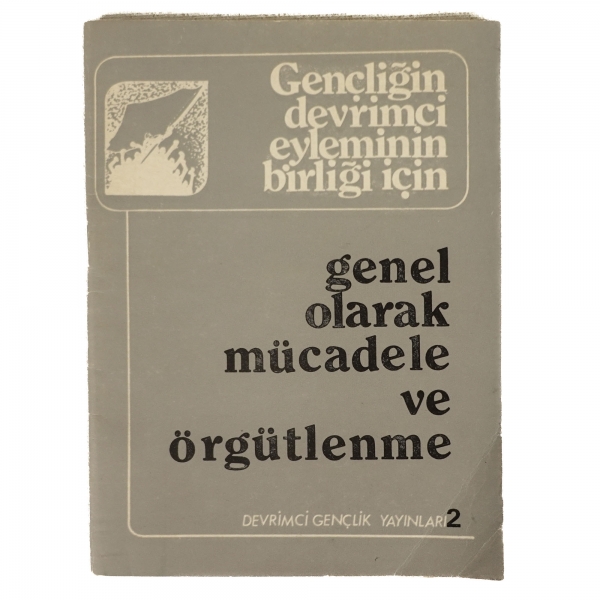 Gençliğin
devrimci
eyleminin
birliği için
genel
olarak
mücadele
ve
örgütlenme
DEVRİMCİ GENÇLİK YAYINLARI 2